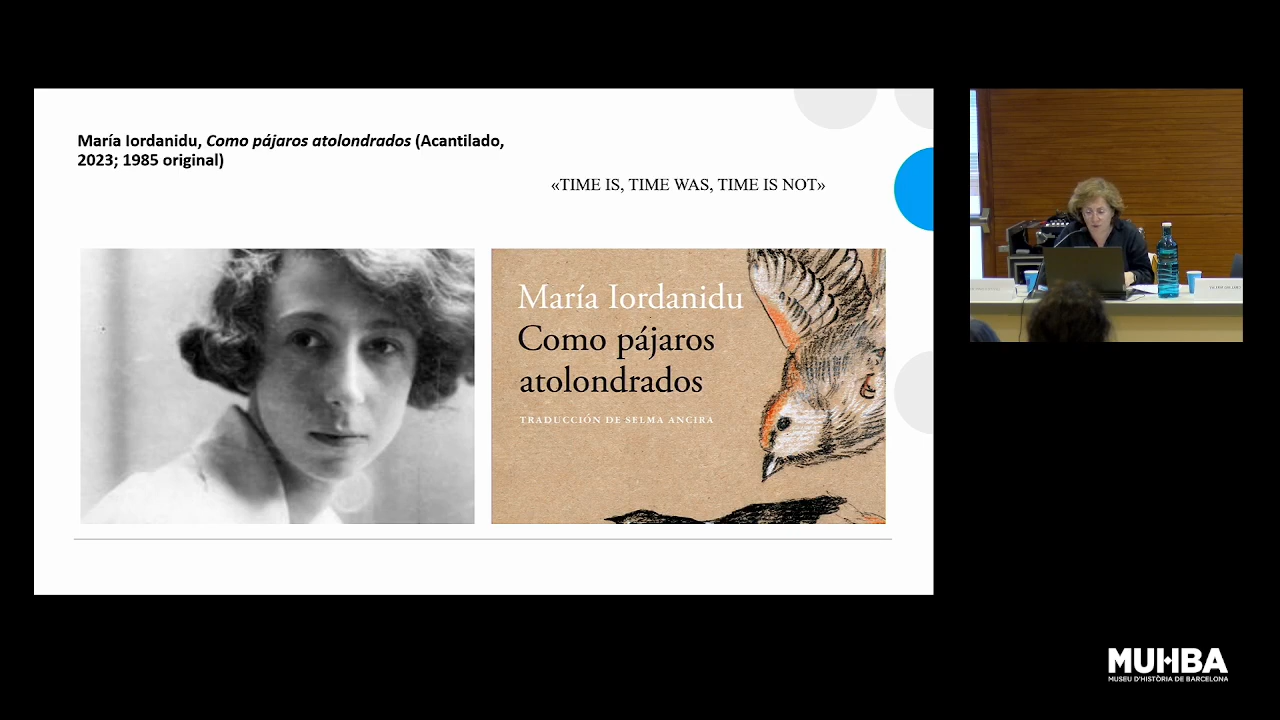 María Iordanidu, Como pájaros atolondrados (Acantilado,
2023; 1985 original)
«TIME IS, TIME WAS, TIME IS NOT»
María Iordanidu
Como pájaros
atolondrados
TRADUCCIÓN DE SELMA ANCIRA
MUHBA
MUSEU D'HISTÒRIA DE BARCELONA